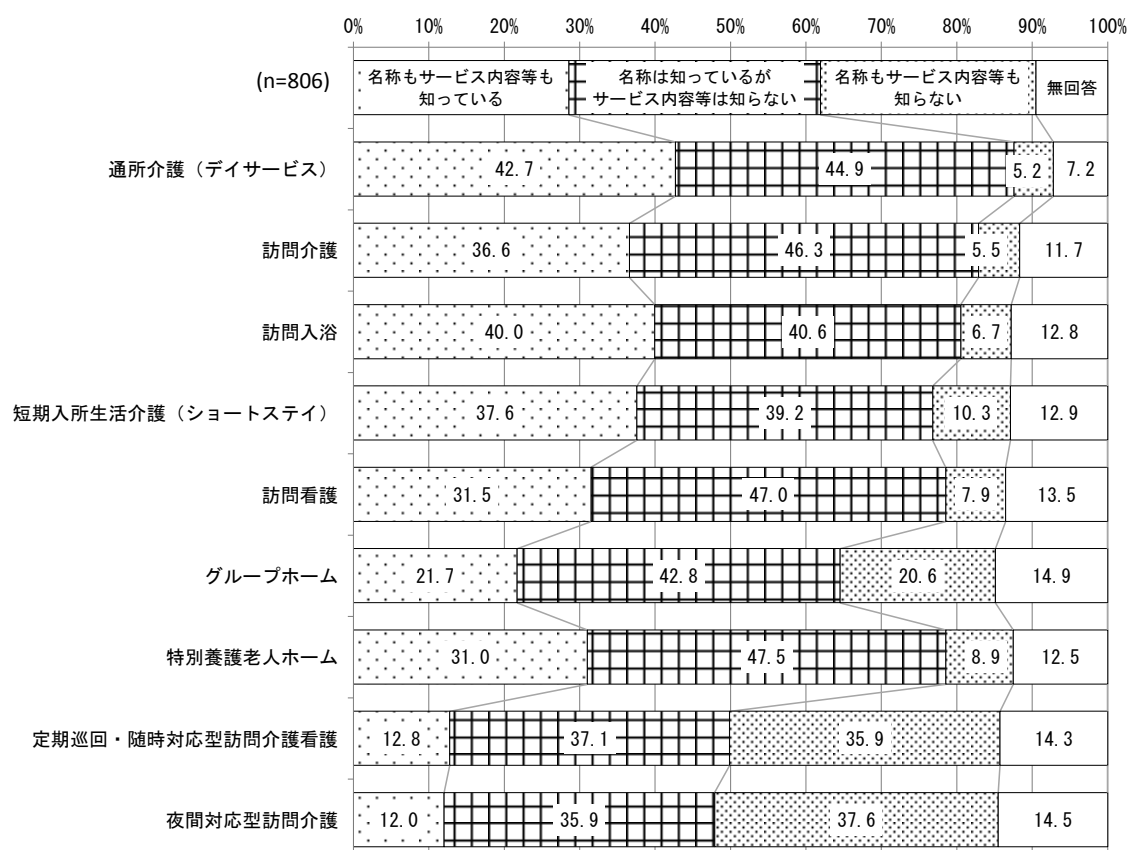 0% 10% 20% 30% 40% 50% 60% 70% 80% 90% 100%
(n=806)
名称もサービス内容等も
知っている
名称は知っているが
サービス内容等は知らない
名称もサービス内容等も
知らない
無回答
通所介護（デイサービス） 42.7 44.9 5.2 7.2
訪問介護 36.6 46.3 5.5 11.7
訪問入浴 40.0 40.6 6.7 12.8
短期入所生活介護（ショートステイ） 37.6 39.2 10.3 12.9
訪問看護 31.5 47.0 7.9 13.5
グループホーム 21.7 42.8 20.6 14.9
特別養護老人ホーム 31.0 47.5 8.9 12.5
定期巡回・随時対応型訪問介護看護 12.8 37.1 35.9 14.3
夜間対応型訪問介護 12.0 35.9 37.6 14.5